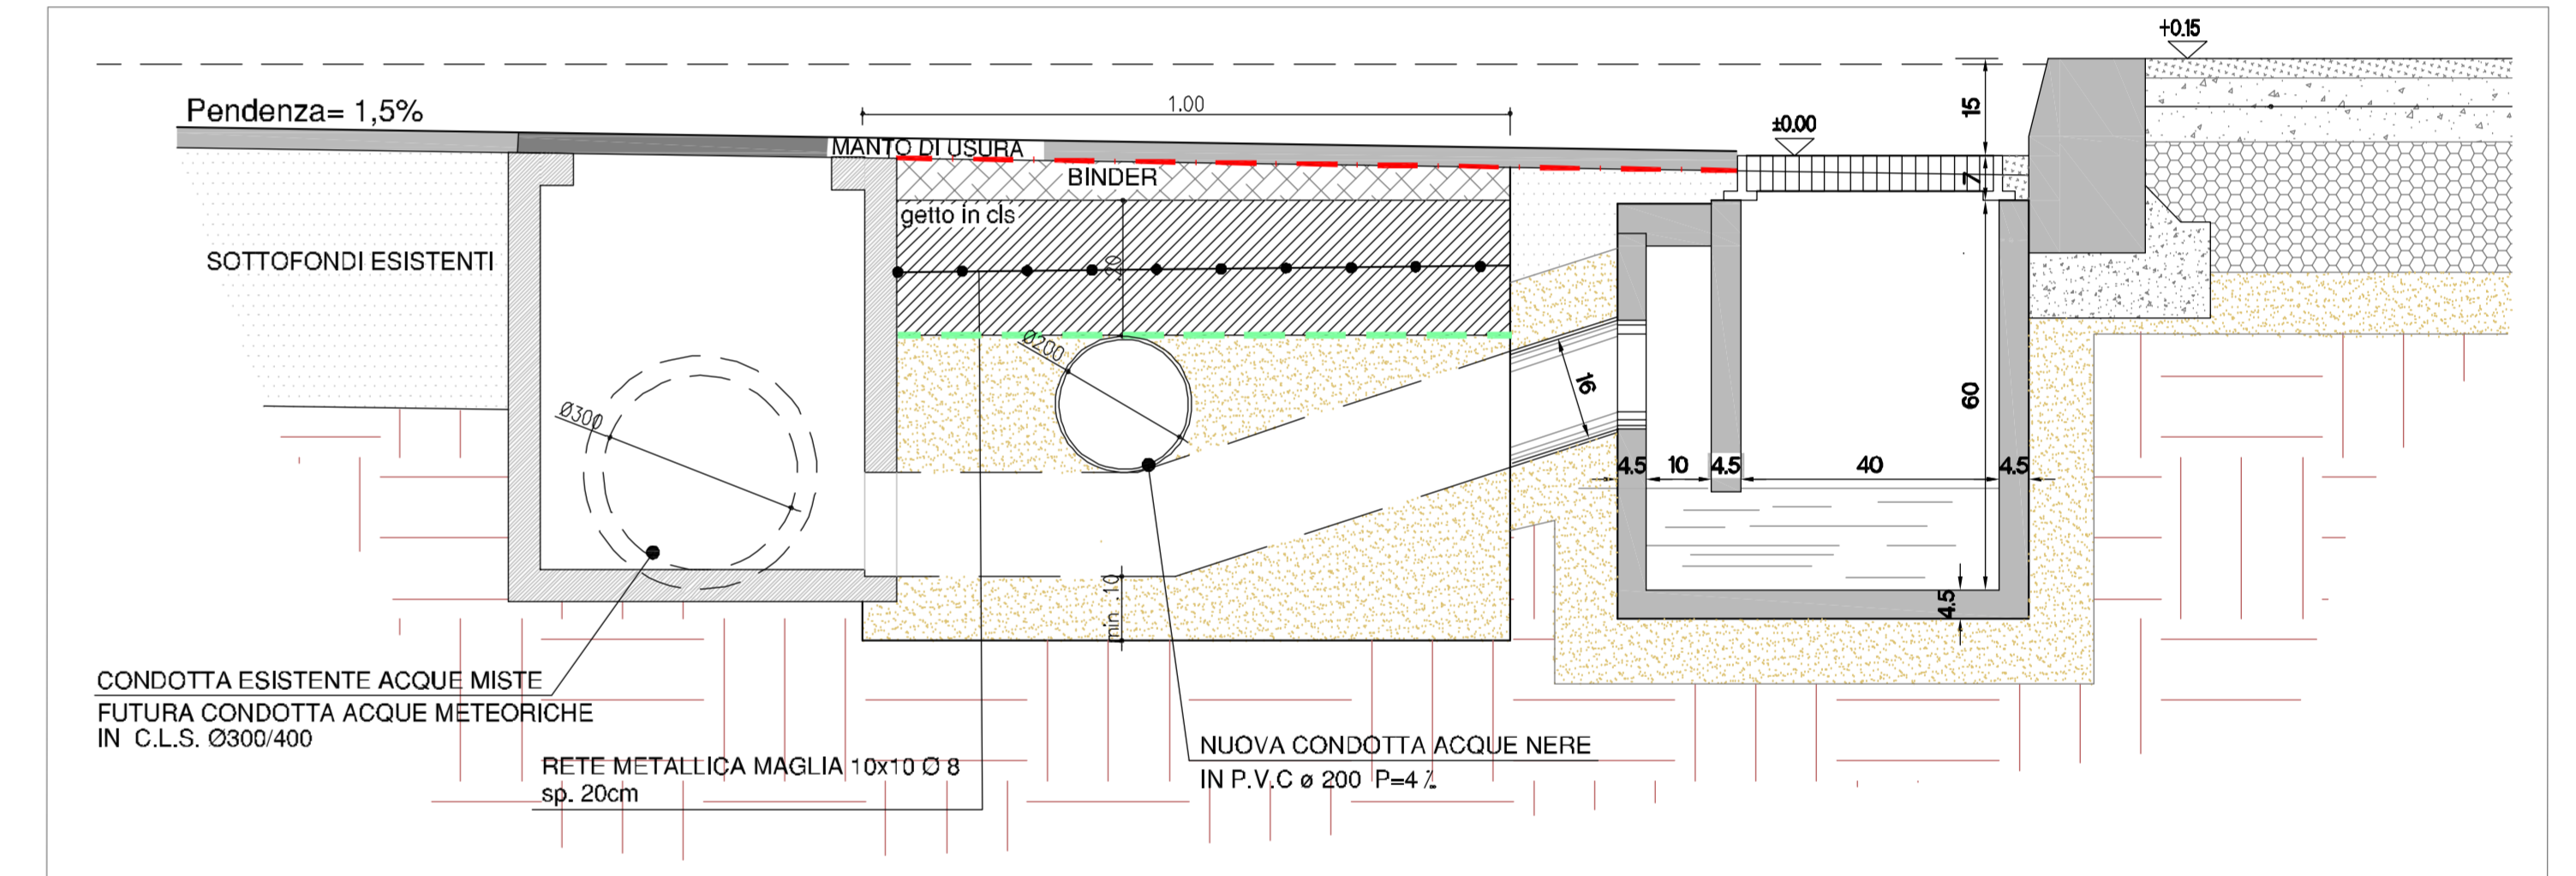 +0.15
Pendenza= 1,5%
1.00
15
±0.00
MANTO DI USURA
BINDER
7
getto in cls
SOTTOFONDI ESISTENTI
20
Ø200
16
60
Ø300
4.5 10 4.5 40 4.5
min .10
4.5
CONDOTTA ESISTENTE ACQUE MISTE
FUTURA CONDOTTA ACQUE METEORICHE
IN C.L.S. Ø300/400
NUOVA CONDOTTA ACQUE NERE
IN P.V.C ø 200 P=4
RETE METALLICA MAGLIA 10x10 Ø 8
sp. 20cm